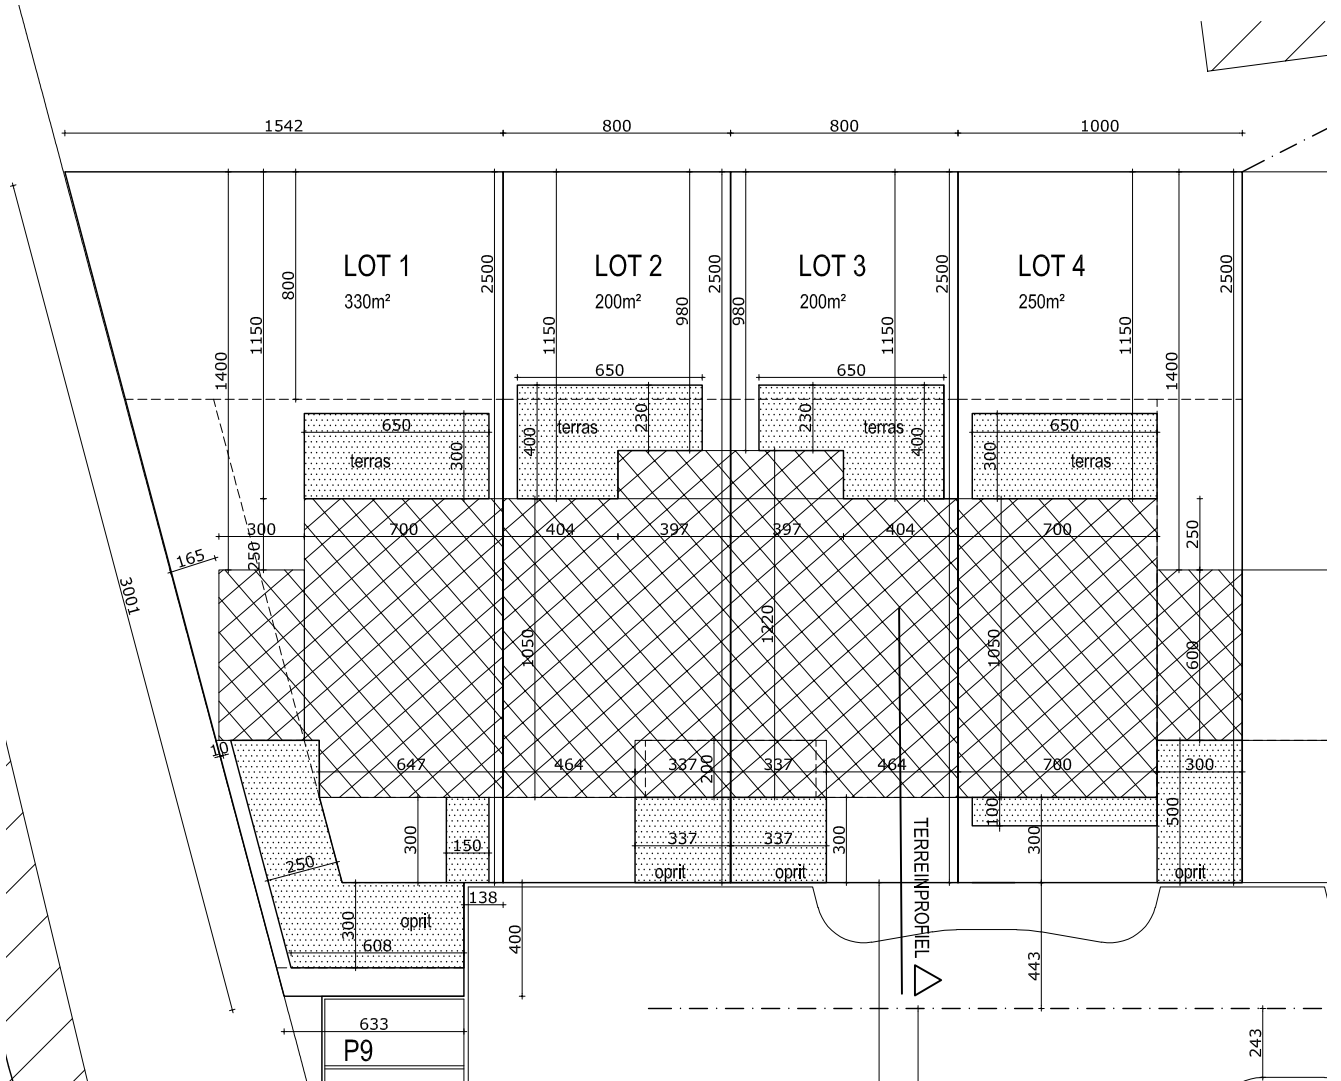 1542 800 800 1000
LOT 1 LOT 2 LOT 3 LOT 4
330m² 200m² 200m² 250m²
800 2500 2500 2500 2500
980 980
1150 1150 1150 1150
1400 1400
650 650
230 230
400 terras terras 400
650 300 300 650
terras terras
300 700 404 397 397 404 700
250 250
165
3001
1050 1220 1050 600
10
647 464 337 200 337 464 700 300
300 150 337 337 300 100 300 500
250 oprit oprit oprit
TERREINPROFIEL
138
300 oprit
608 400 443
633
P9 243